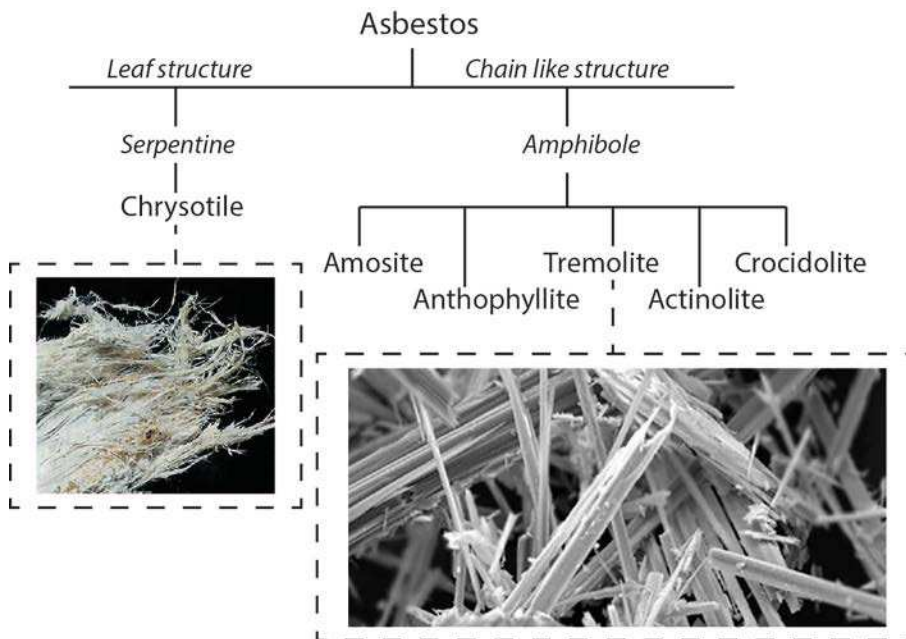 Asbestos
Leaf structure
Chain like structure
Serpentine
Amphibole
Chrysotile
Amosite
Tremolite
Crocidolite
Anthophyllite
Actinolite